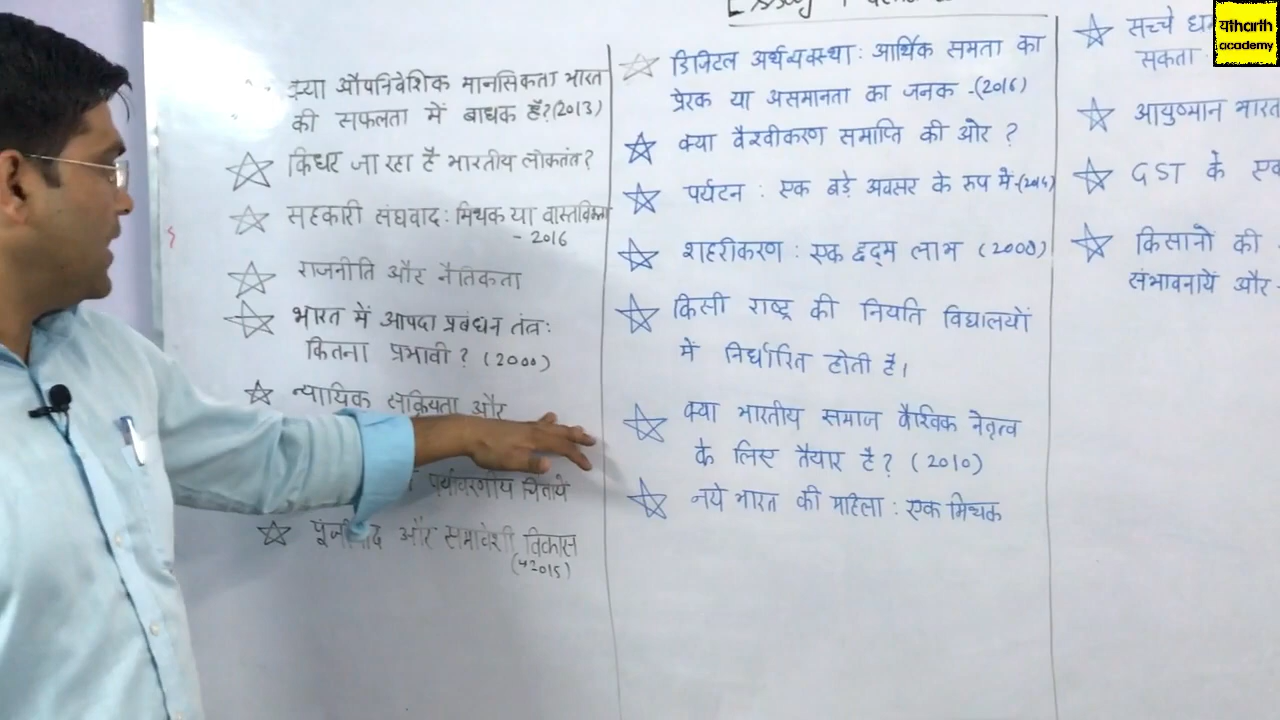 Essay
क्या औपनिवेशिक मानसिकता भारत
की सफलता में बाधक है? (2013)
किधर जा रहा है भारतीय लोकतंत्र?
सहकारी संघवाद : मिथक या वास्तविकता
- 2016
राजनीति और नैतिकता
भारत में आपदा प्रबंधन तंत्र :
कितना प्रभावी ? (2000)
न्यायिक सक्रियता और
पर्यावरणीय चिंतायें
पूंजीवाद और समावेशी विकास
(2015)
डिजिटल अर्थव्यवस्था : आर्थिक समता का
प्रेरक या असमानता का जनक -(2016)
क्या वैश्वीकरण समाप्ति की ओर ?
पर्यटन : एक बड़े अवसर के रूप में
शहरीकरण : एक छद्म लाभ (2000)
किसी राष्ट्र की नियति विद्यालयों
में निर्धारित होती है।
क्या भारतीय समाज वैश्विक नेतृत्व
के लिए तैयार है ? (2010)
नये भारत की महिला : एक मिथक
सच्चे
सकता
आयुष्मान भारत
GST के एक
किसानों की
संभावनायें और -
यथार्थ
academy